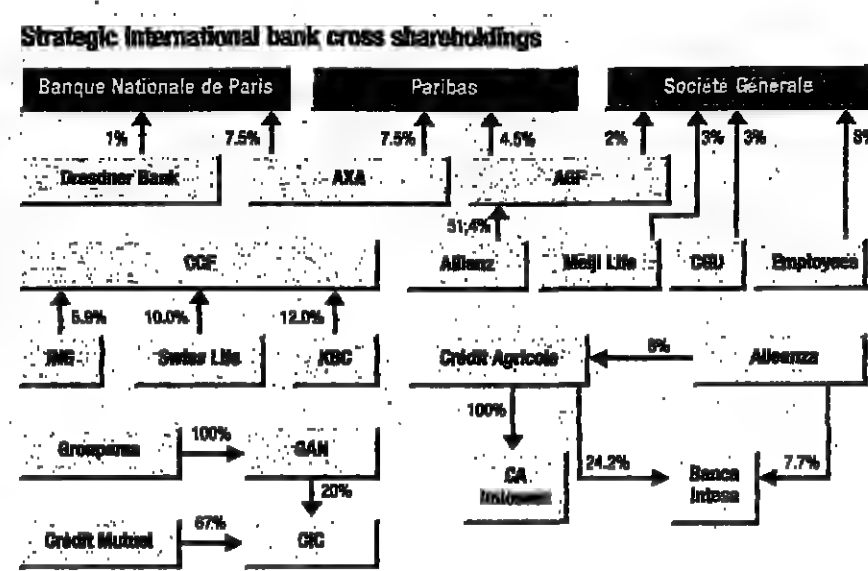 Strategic international bank cross shareholdings
Banque Nationale de Paris
Paribas
Société Générale
1%
7.5%
7.5%
4.5%
2%
3%
3%
Dresdner Bank
AXA
AGF
51,4%
CCF
Allianz
Meiji Life
CGU
Employees
5.9%
10.0%
12.0%
ING
Swiss Life
KBC
Crédit Agricole
Alleanza
100%
Groupama
100%
GAN
CA
24.2%
Banca
Intesa
7.7%
20%
Crédit Mutuel
67%
CIC